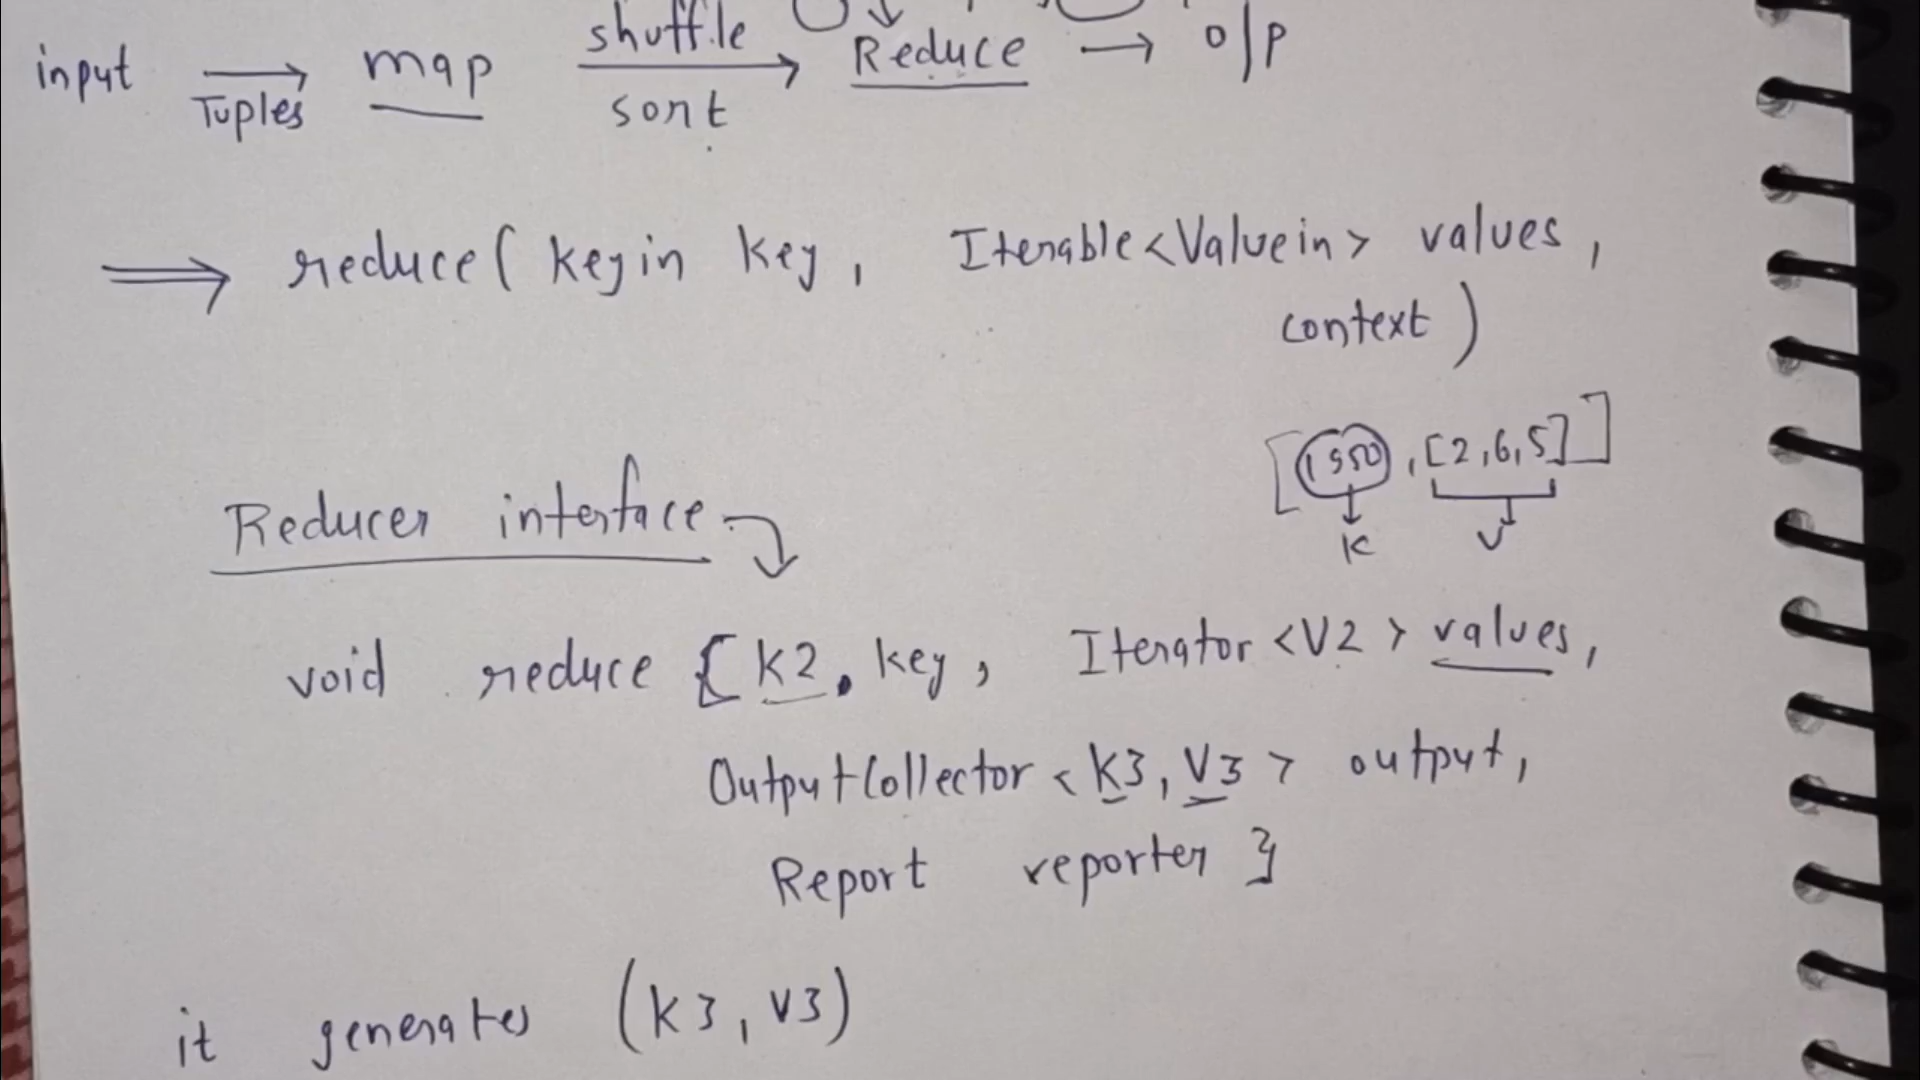 input → Tuples map shuffle sort → Reduce → o/p
⇒ reduce( keyin key, Iterable<Valuein> values,
context)
[1950, [2,6,5]]
K V
Reducer interface
void reduce {K2. key, Iterator <V2> values,
OutputCollector <K3, V3> output,
Report reporter }
it generates (K3, V3)